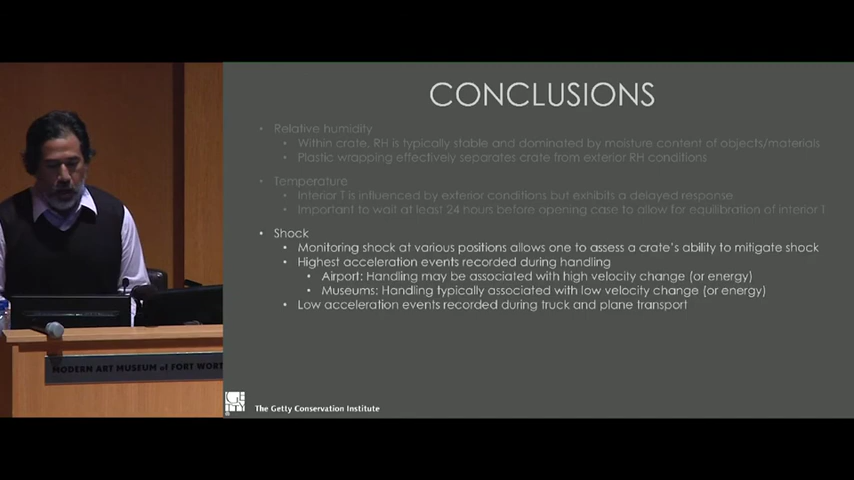 CONCLUSIONS
• Relative humidity
• Within crate, RH is typically stable and dominated by moisture content of objects/materials
• Plastic wrapping effectively separates crate from exterior RH conditions
• Temperature
• Interior T is influenced by exterior conditions but exhibits a delayed response
• Important to wait at least 24 hours before opening case to allow for equilibration of interior T
• Shock
• Monitoring shock at various positions allows one to assess a crate's ability to mitigate shock
• Highest acceleration events recorded during handling
• Airport: Handling may be associated with high velocity change (or energy)
• Museums: Handling typically associated with low velocity change (or energy)
• Low acceleration events recorded during truck and plane transport
MODERN ART MUSEUM of FORT WORT
The Getty Conservation Institute